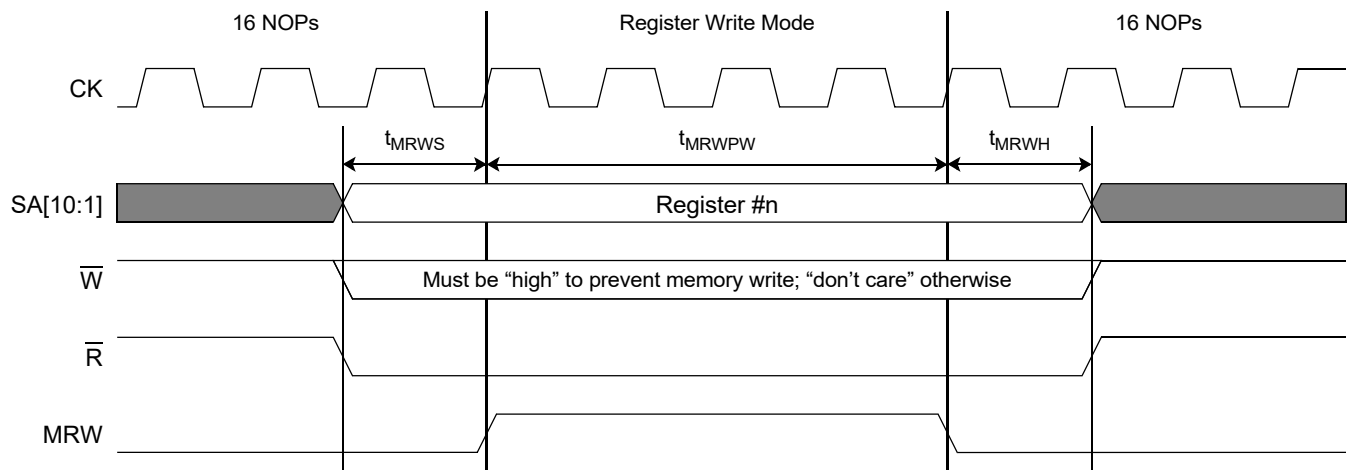 16 NOPs Register Write Mode 16 NOPs
CK
tMRWS tMRWPW tMRWH
SA[10:1] Register #n
W Must be “high” to prevent memory write; “don’t care” otherwise
R
MRW